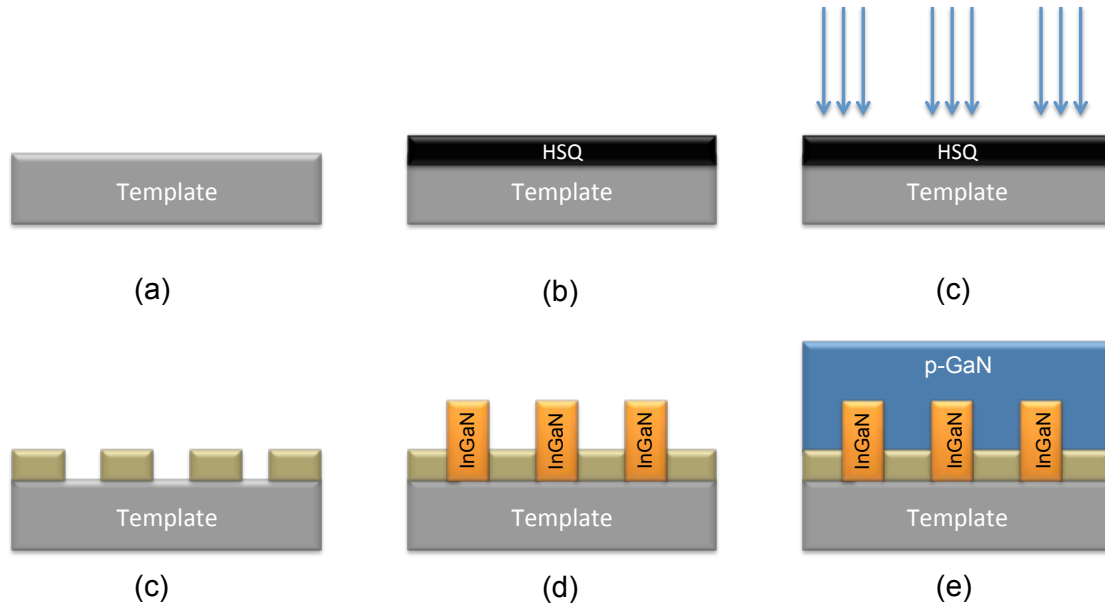 HSQ
HSQ
Template
Template
Template
(a)
(b)
(c)
p-GaN
InGaN
InGaN
InGaN
InGaN
InGaN
InGaN
Template
Template
Template
(c)
(d)
(e)